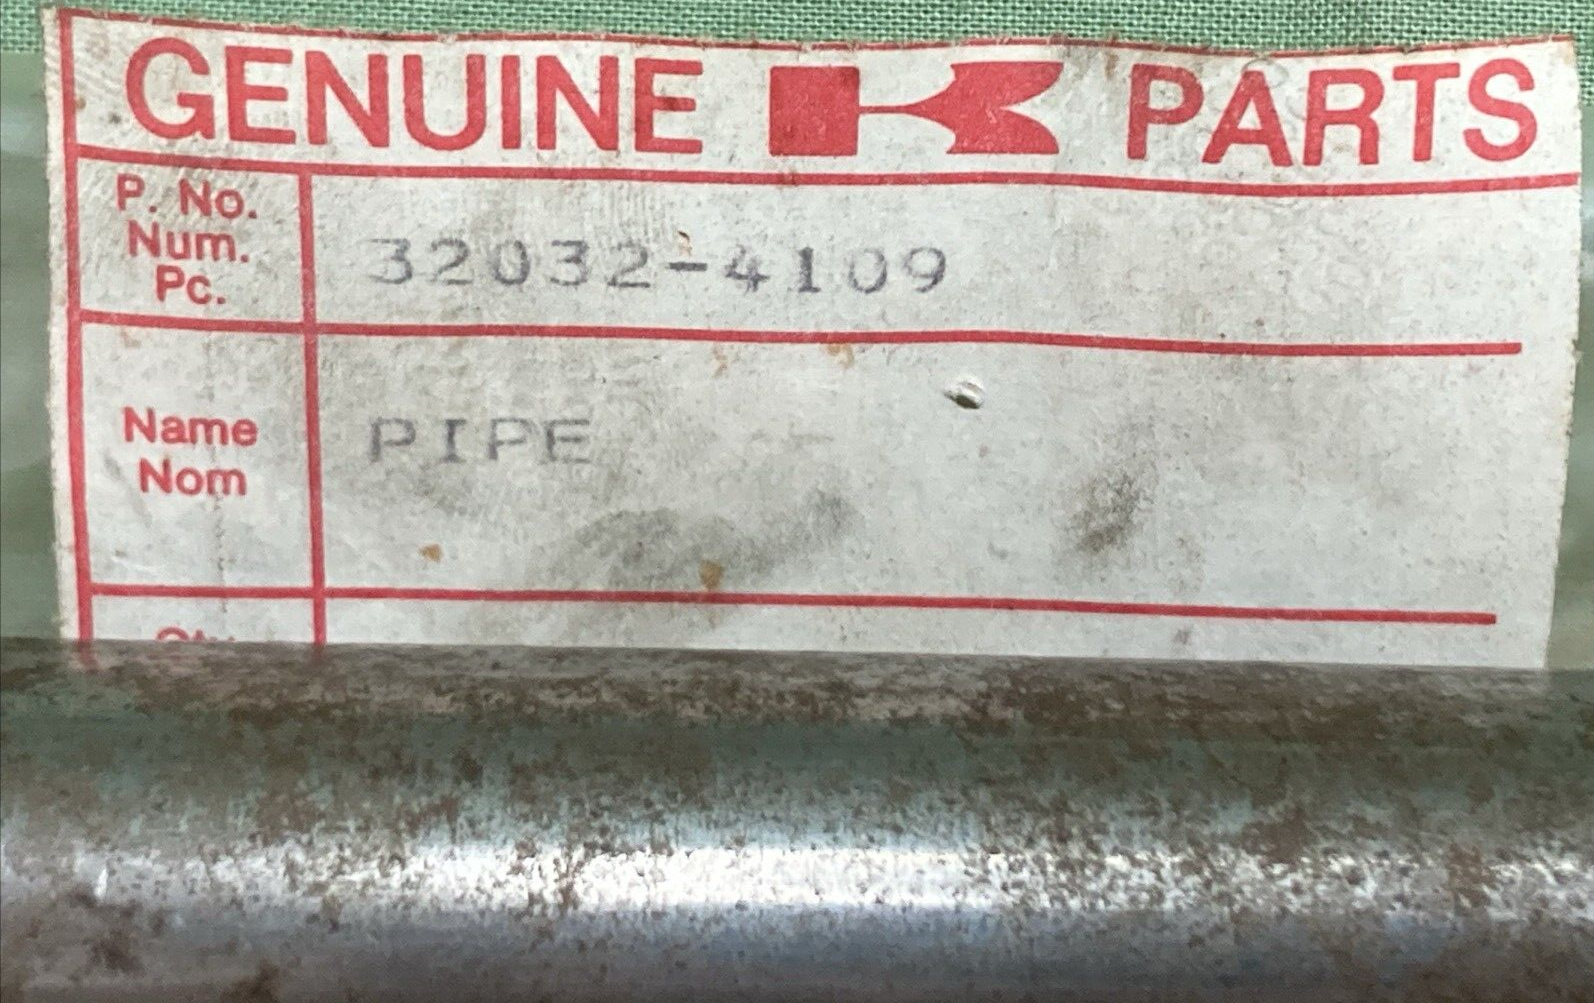 GENUINE K PARTS
P. No.
Num.
Pc.
32032-4109
Name
Nom
PIPE